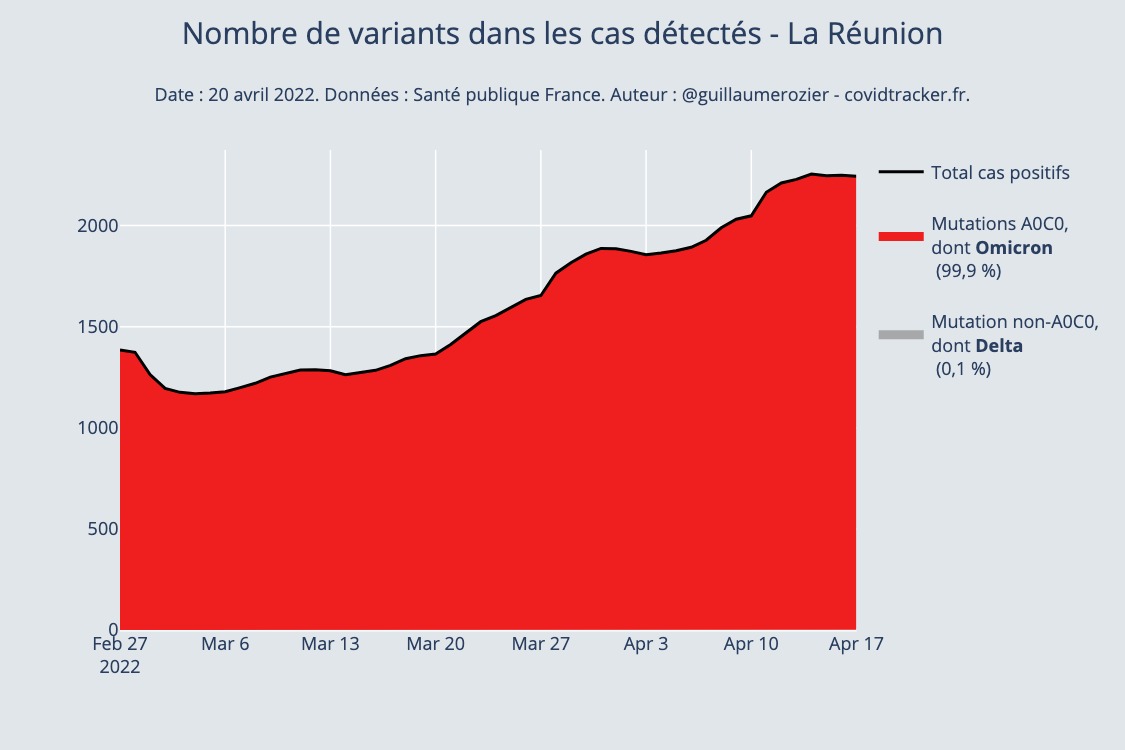 Nombre de variants dans les cas détectés - La Réunion
Date : 20 avril 2022. Données : Santé publique France. Auteur : @guillaumerozier - covidtracker.fr.
Total cas positifs
Mutations A0C0,
dont Omicron
(99,9 %)
Mutation non-A0C0,
dont Delta
(0,1 %)
2000
1500
1000
500
0
Feb 27 Mar 6 Mar 13 Mar 20 Mar 27 Apr 3 Apr 10 Apr 17
2022